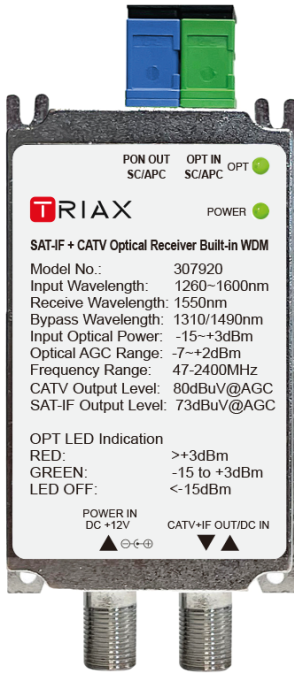 PON OUT OPT IN
SC/APC SC/APC OPT
TRIAX POWER
SAT-IF + CATV Optical Receiver Built-in WDM
Model No.: 307920
Input Wavelength: 1260~1600nm
Receive Wavelength: 1550nm
Bypass Wavelength: 1310/1490nm
Input Optical Power: -15~+3dBm
Optical AGC Range: -7~+2dBm
Frequency Range: 47-2400MHz
CATV Output Level: 80dBuV@AGC
SAT-IF Output Level: 73dBuV@AGC
OPT LED Indication
RED: >+3dBm
GREEN: -15 to +3dBm
LED OFF: <-15dBm
POWER IN
DC +12V CATV+IF OUT/DC IN